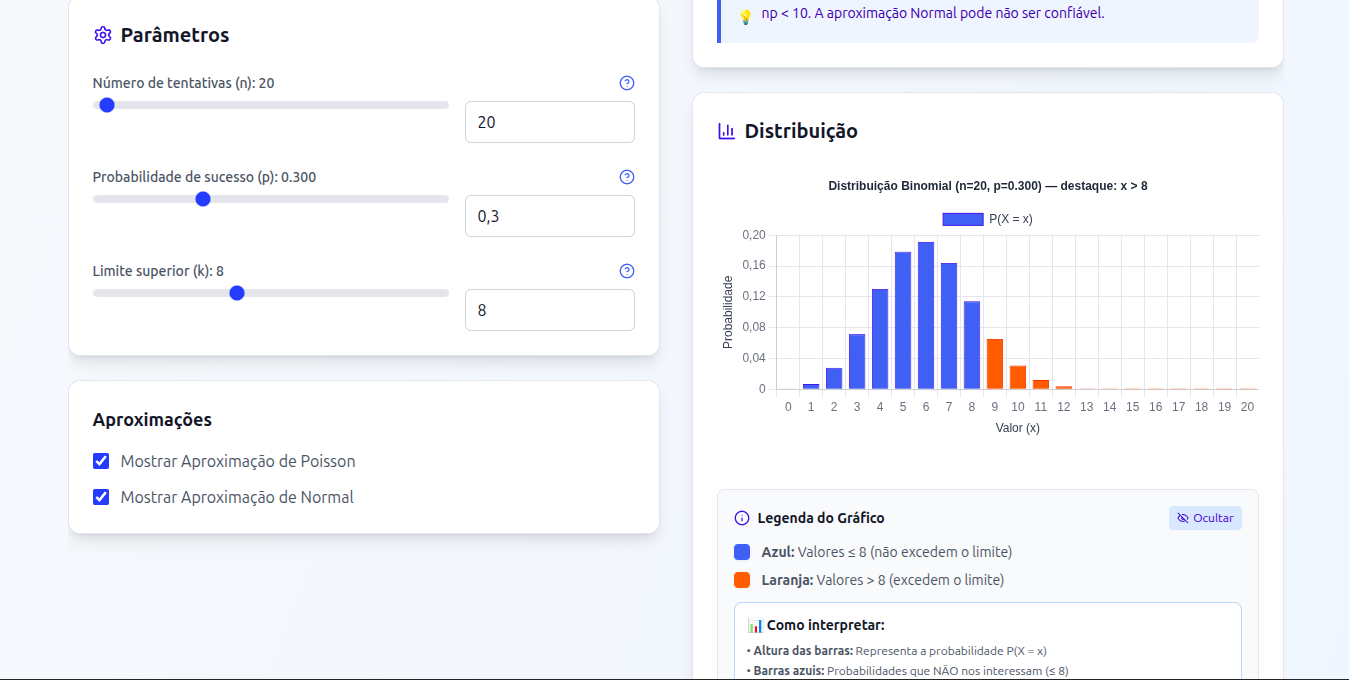 Parâmetros
Número de tentativas (n): 20
20
Probabilidade de sucesso (p): 0.300
0,3
Limite superior (k): 8
8
Aproximações
Mostrar Aproximação de Poisson
Mostrar Aproximação de Normal
💡 np < 10. A aproximação Normal pode não ser confiável.
Distribuição
Distribuição Binomial (n=20, p=0.300) — destaque: x > 8
P(X = x)
Probabilidade
0,20
0,16
0,12
0,08
0,04
0
0 1 2 3 4 5 6 7 8 9 10 11 12 13 14 15 16 17 18 19 20
Valor (x)
Legenda do Gráfico
Ocultar
Azul: Valores ≤ 8 (não excedem o limite)
Laranja: Valores > 8 (excedem o limite)
📊 Como interpretar:
• Altura das barras: Representa a probabilidade P(X = x)
• Barras azuis: Probabilidades que NÃO nos interessam (≤ 8)